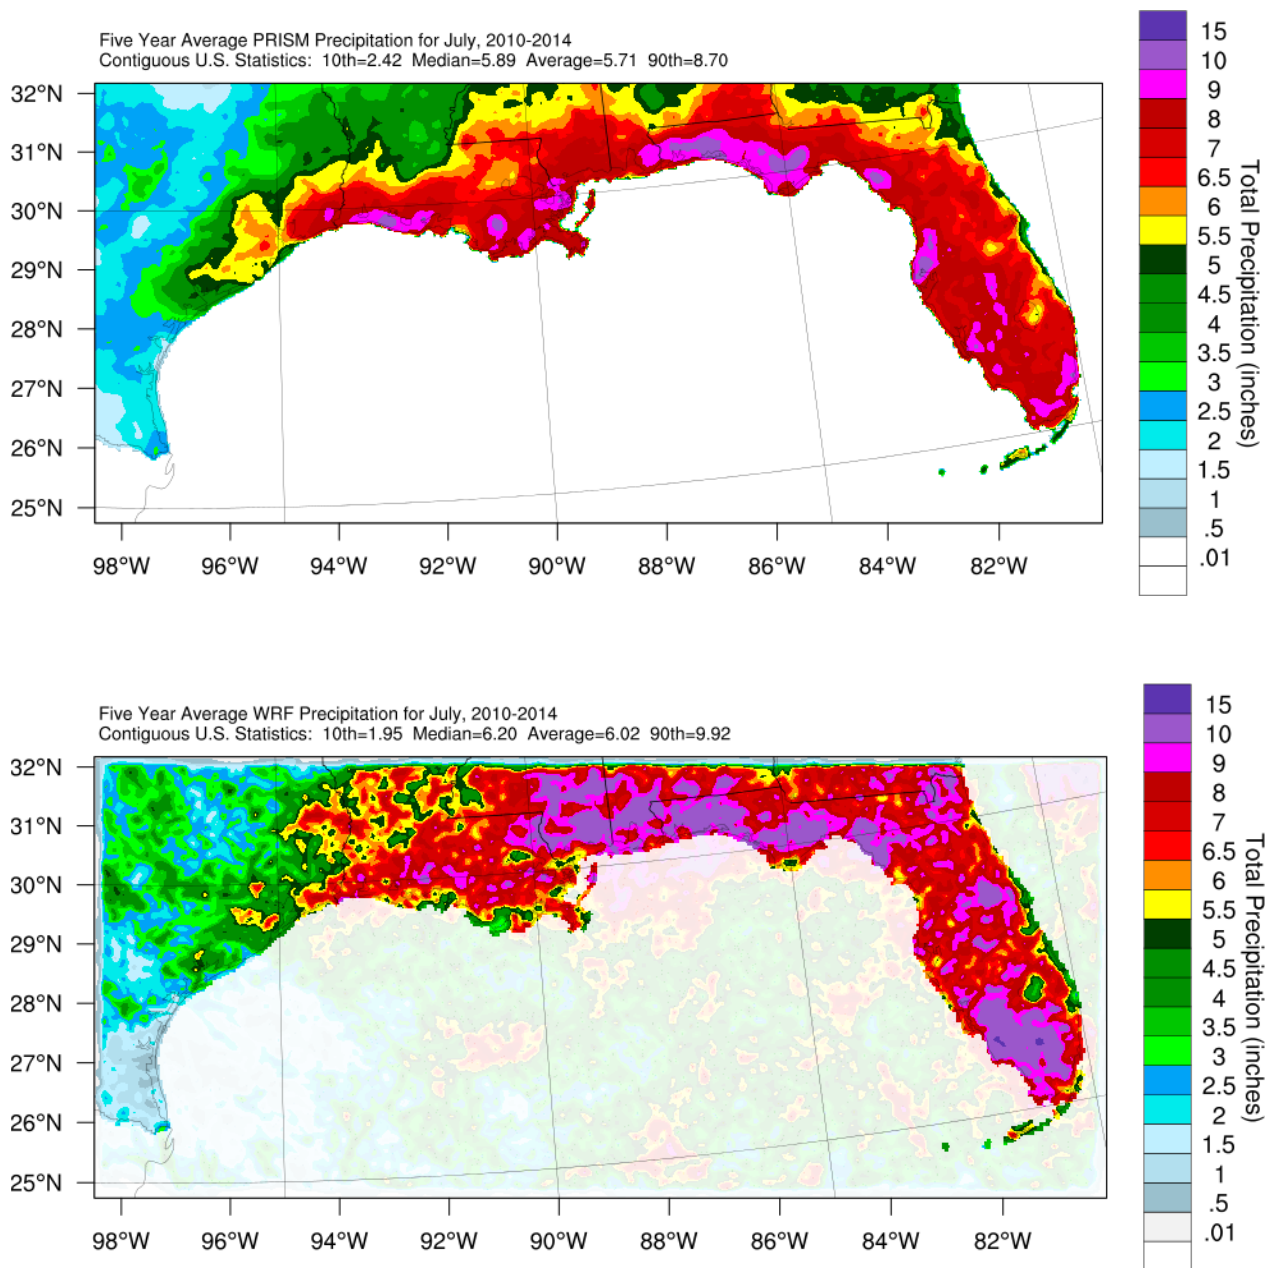 Five Year Average PRISM Precipitation for July, 2010-2014
Contiguous U.S. Statistics:  10th=2.42  Median=5.89  Average=5.71  90th=8.70
32°N
31°N
30°N
29°N
28°N
27°N
26°N
25°N
98°W
96°W
94°W
92°W
90°W
88°W
86°W
84°W
82°W
15
10
9
8
7
6.5
6
5.5
5
4.5
4
3.5
3
2.5
2
1.5
1
.5
.01
Total Precipitation (inches)
Five Year Average WRF Precipitation for July, 2010-2014
Contiguous U.S. Statistics:  10th=1.95  Median=6.20  Average=6.02  90th=9.92
32°N
31°N
30°N
29°N
28°N
27°N
26°N
25°N
98°W
96°W
94°W
92°W
90°W
88°W
86°W
84°W
82°W
15
10
9
8
7
6.5
6
5.5
5
4.5
4
3.5
3
2.5
2
1.5
1
.5
.01
Total Precipitation (inches)